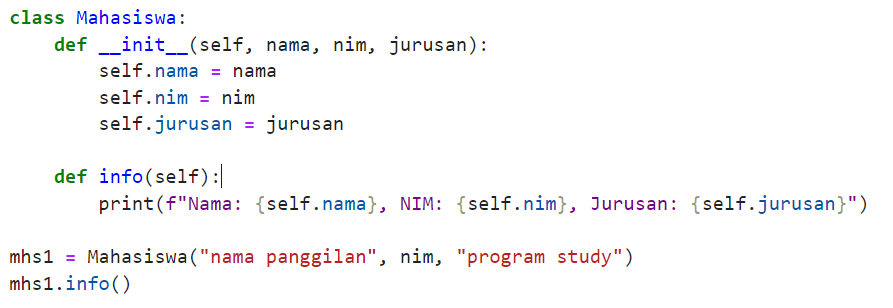 class Mahasiswa:
    def __init__(self, nama, nim, jurusan):
        self.nama = nama
        self.nim = nim
        self.jurusan = jurusan

    def info(self):
        print(f"Nama: {self.nama}, NIM: {self.nim}, Jurusan: {self.jurusan}")

mhs1 = Mahasiswa("nama panggilan", nim, "program study")
mhs1.info()